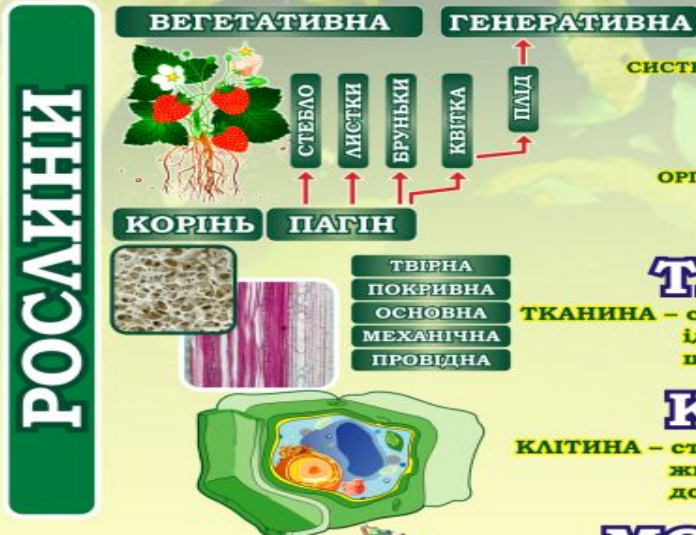 РОСЛИНИ
ВЕГЕТАТИВНА
ГЕНЕРАТИВНА
СТЕБЛО
ЛИСТКИ
БРУНЬКИ
КВІТКА
ПЛІД
КОРІНЬ
ПАГІН
ТВІРНА
ПОКРИВНА
ОСНОВНА
МЕХАНІЧНА
ПРОВІДНА
ТКАНИНА –
КЛІТИНА –